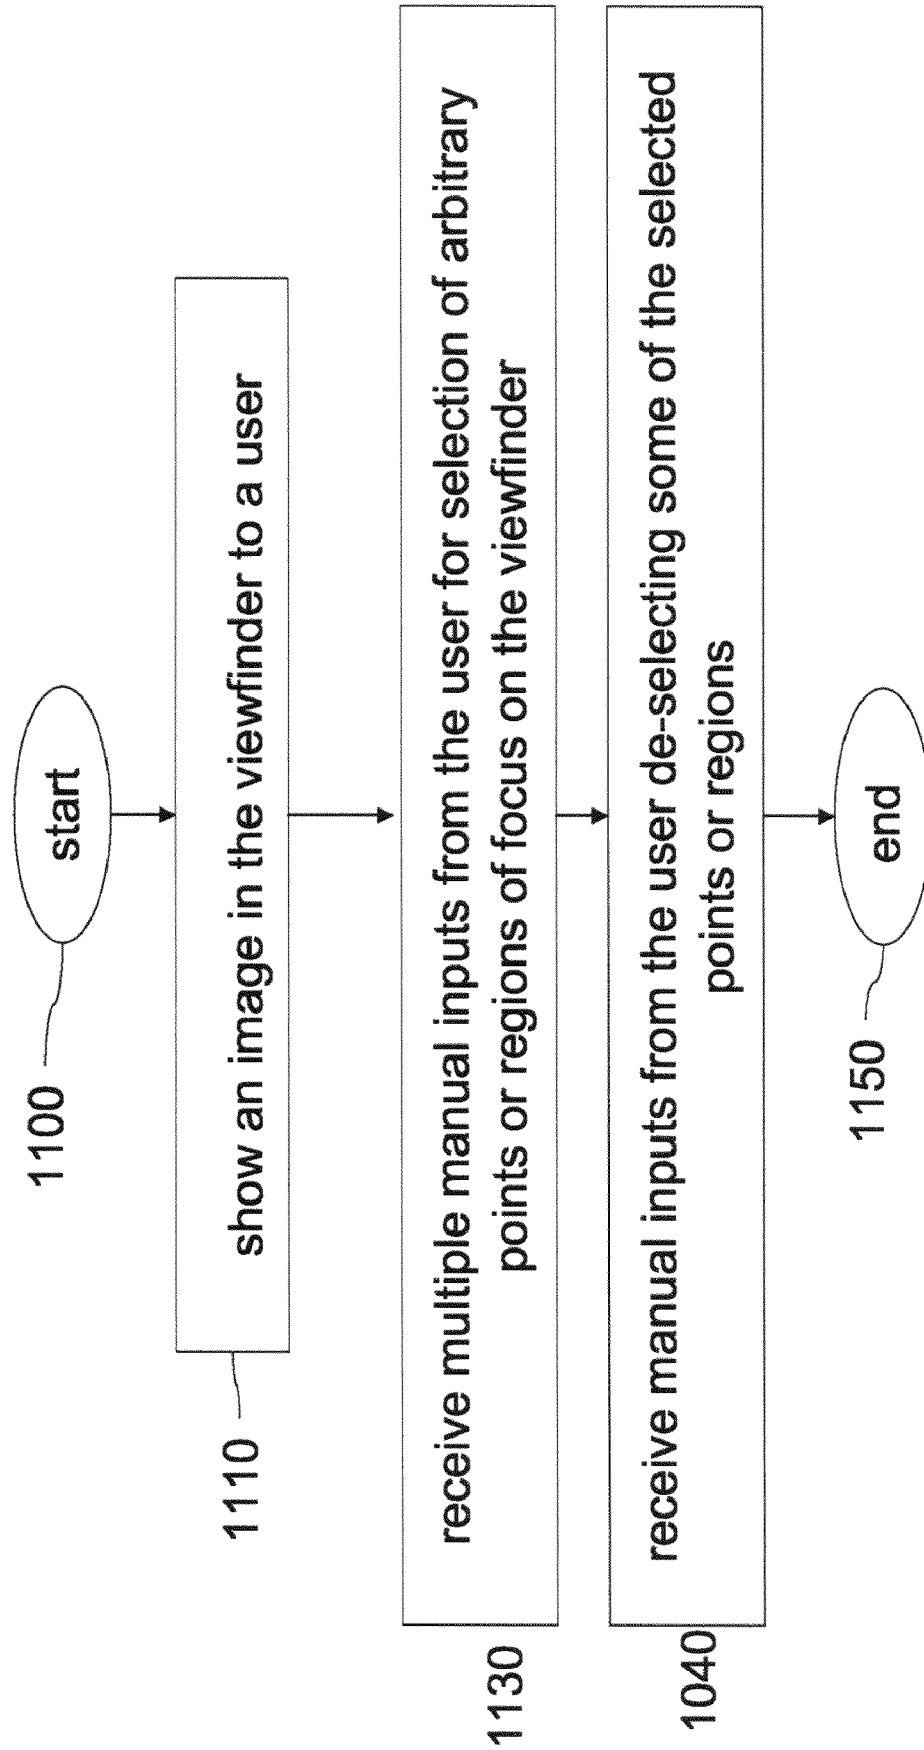 start
1100
show an image in the viewfinder to a user
1110
receive multiple manual inputs from the user for selection of arbitrary
points or regions of focus on the viewfinder
1130
receive manual inputs from the user de-selecting some of the selected
points or regions
1040
end
1150